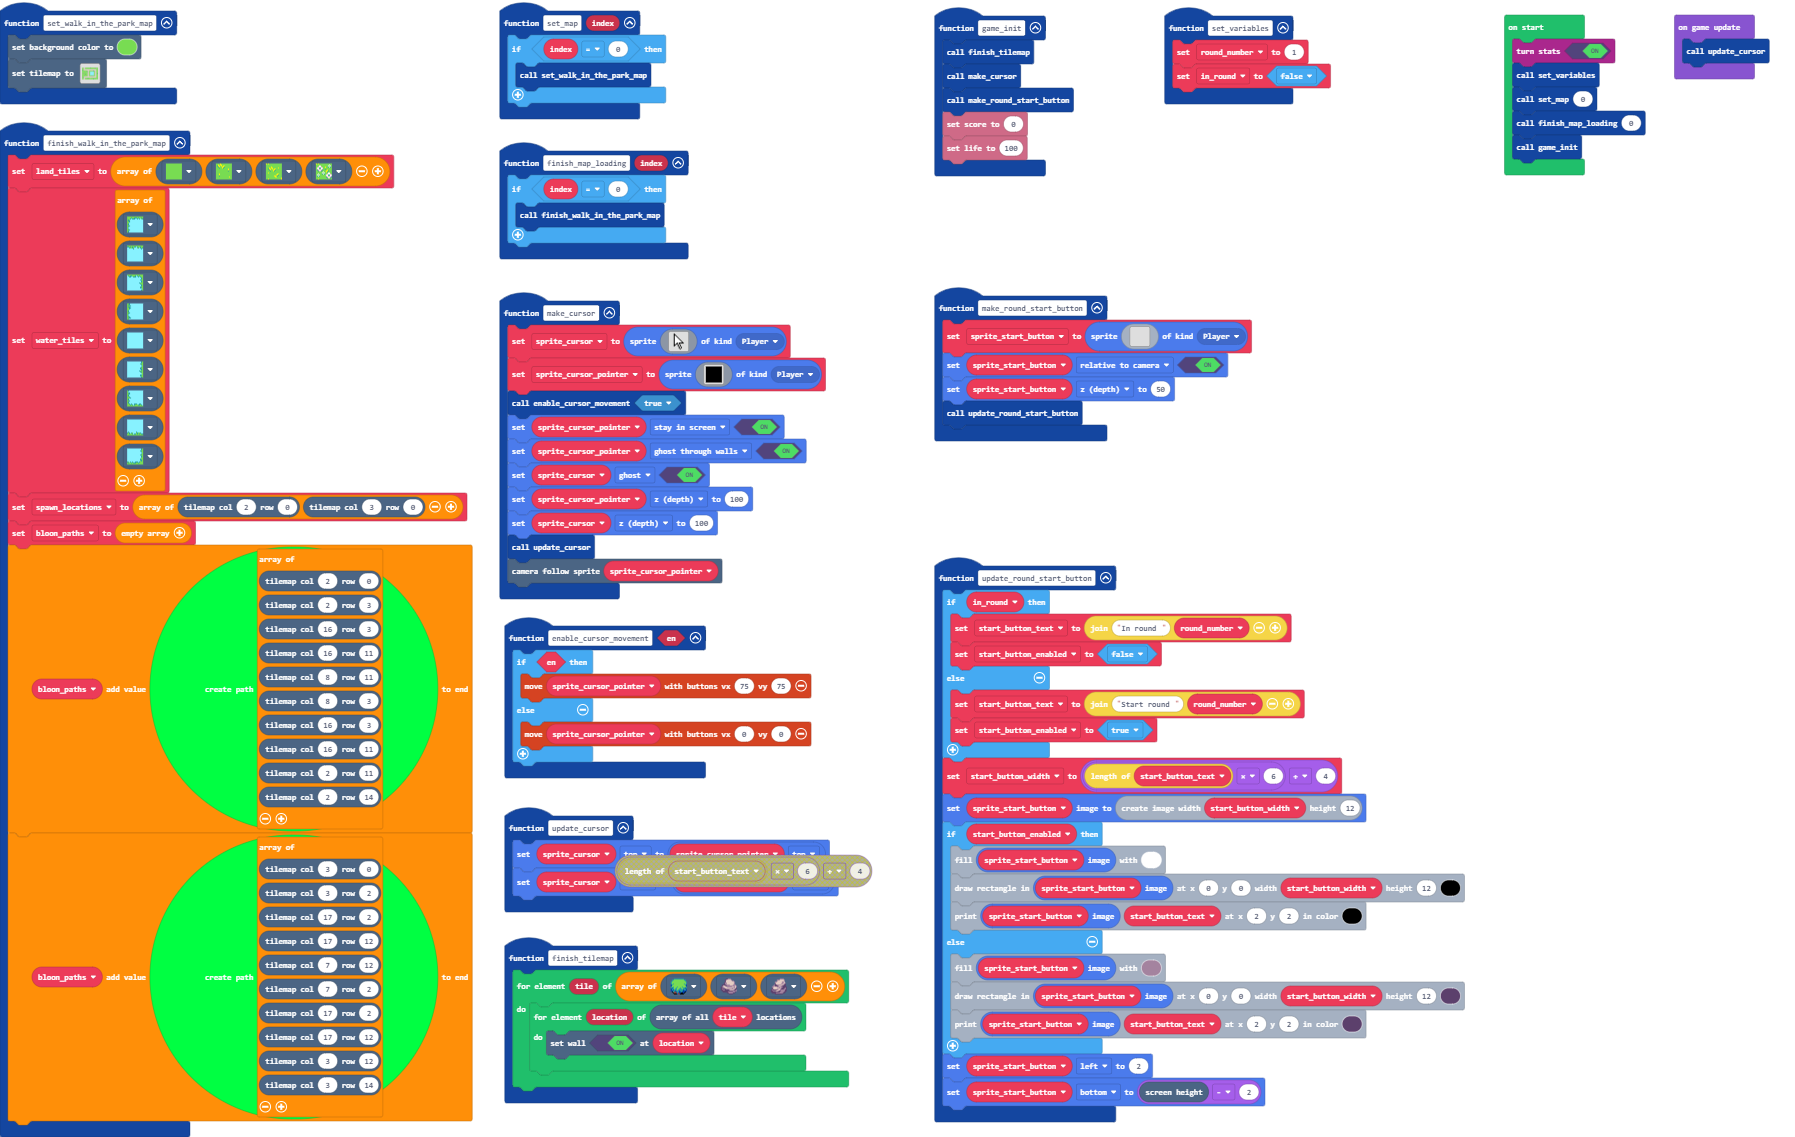 function set_walk_in_the_park_map
set background color to
set tilemap to
function finish_walk_in_the_park_map
set land_tiles to array of
set water_tiles to array of
set spawn_locations to array of tilemap col 2 row 0 tilemap col 3 row 0
set bloon_paths to empty array
bloon_paths add value create path array of to end
tilemap col 2 row 0
tilemap col 2 row 3
tilemap col 16 row 3
tilemap col 16 row 11
tilemap col 8 row 11
tilemap col 8 row 3
tilemap col 16 row 3
tilemap col 16 row 11
tilemap col 2 row 11
tilemap col 2 row 14
bloon_paths add value create path array of to end
tilemap col 3 row 0
tilemap col 3 row 2
tilemap col 17 row 2
tilemap col 17 row 12
tilemap col 7 row 12
tilemap col 7 row 2
tilemap col 17 row 2
tilemap col 17 row 12
tilemap col 3 row 12
tilemap col 3 row 14
function set_map index
if index = 0 then
call set_walk_in_the_park_map
function finish_map_loading index
if index = 0 then
call finish_walk_in_the_park_map
function make_cursor
set sprite_cursor to sprite of kind Player
set sprite_cursor_pointer to sprite of kind Player
call enable_cursor_movement true
set sprite_cursor_pointer stay in screen ON
set sprite_cursor_pointer ghost through walls ON
set sprite_cursor ghost ON
set sprite_cursor_pointer z (depth) to 100
set sprite_cursor z (depth) to 100
call update_cursor
camera follow sprite sprite_cursor_pointer
function enable_cursor_movement en
if en then
move sprite_cursor_pointer with buttons vx 75 vy 75
else
move sprite_cursor_pointer with buttons vx 0 vy 0
function update_cursor
set sprite_cursor top to sprite_cursor_pointer top
set sprite_cursor
length of start_button_text × 6 + 4
function finish_tilemap
for element tile of array of
do for element location of array of all tile locations
do set wall ON at location
function game_init
call finish_tilemap
call make_cursor
call make_round_start_button
set score to 0
set life to 100
function set_variables
set round_number to 1
set in_round to false
on start
turn stats ON
call set_variables
call set_map 0
call finish_map_loading 0
call game_init
on game update
call update_cursor
function make_round_start_button
set sprite_start_button to sprite of kind Player
set sprite_start_button relative to camera ON
set sprite_start_button z (depth) to 50
call update_round_start_button
function update_round_start_button
if in_round then
set start_button_text to join "In round " round_number
set start_button_enabled to false
else
set start_button_text to join "Start round " round_number
set start_button_enabled to true
set start_button_width to length of start_button_text × 6 + 4
set sprite_start_button image to create image width start_button_width height 12
if start_button_enabled then
fill sprite_start_button image with
draw rectangle in sprite_start_button image at x 0 y 0 width start_button_width height 12
print sprite_start_button image start_button_text at x 2 y 2 in color
else
fill sprite_start_button image with
draw rectangle in sprite_start_button image at x 0 y 0 width start_button_width height 12
print sprite_start_button image start_button_text at x 2 y 2 in color
set sprite_start_button left to 2
set sprite_start_button bottom to screen height - 2